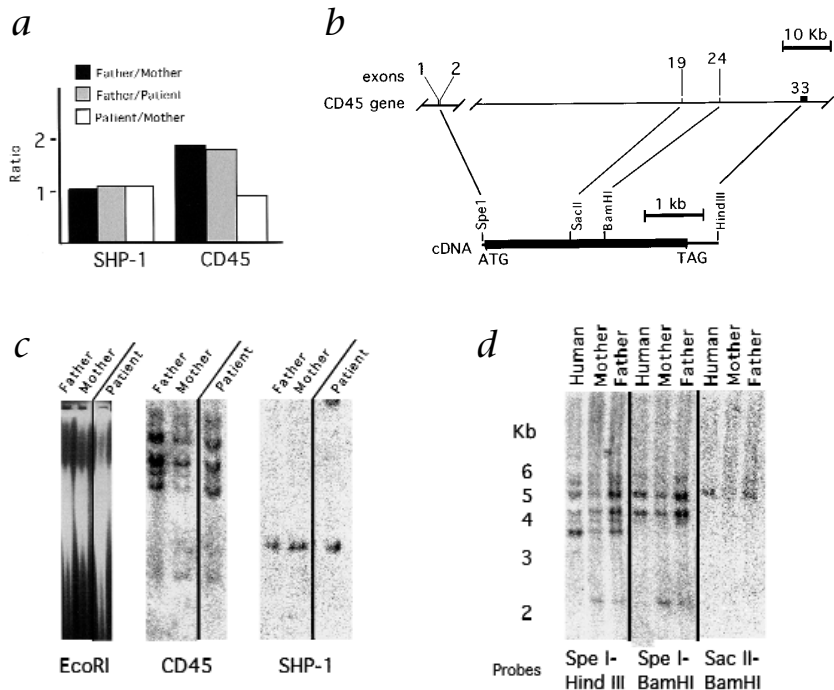 a
Father/Mother
Father/Patient
Patient/Mother
Ratio
2
1
SHP-1 CD45
b
10 Kb
exons 1 2 19 24 33
CD45 gene
Spe1 SacII BamHI 1 kb HindIII
cDNA
ATG TAG
c
Father Mother Patient
Father Mother Patient
Father Mother Patient
EcoRI CD45 SHP-1
d
Human Mother Father Human Mother Father Human Mother Father
Kb
6
5
4
3
2
Probes
Spe I-
Hind III
Spe I-
BamHI
Sac II-
BamHI